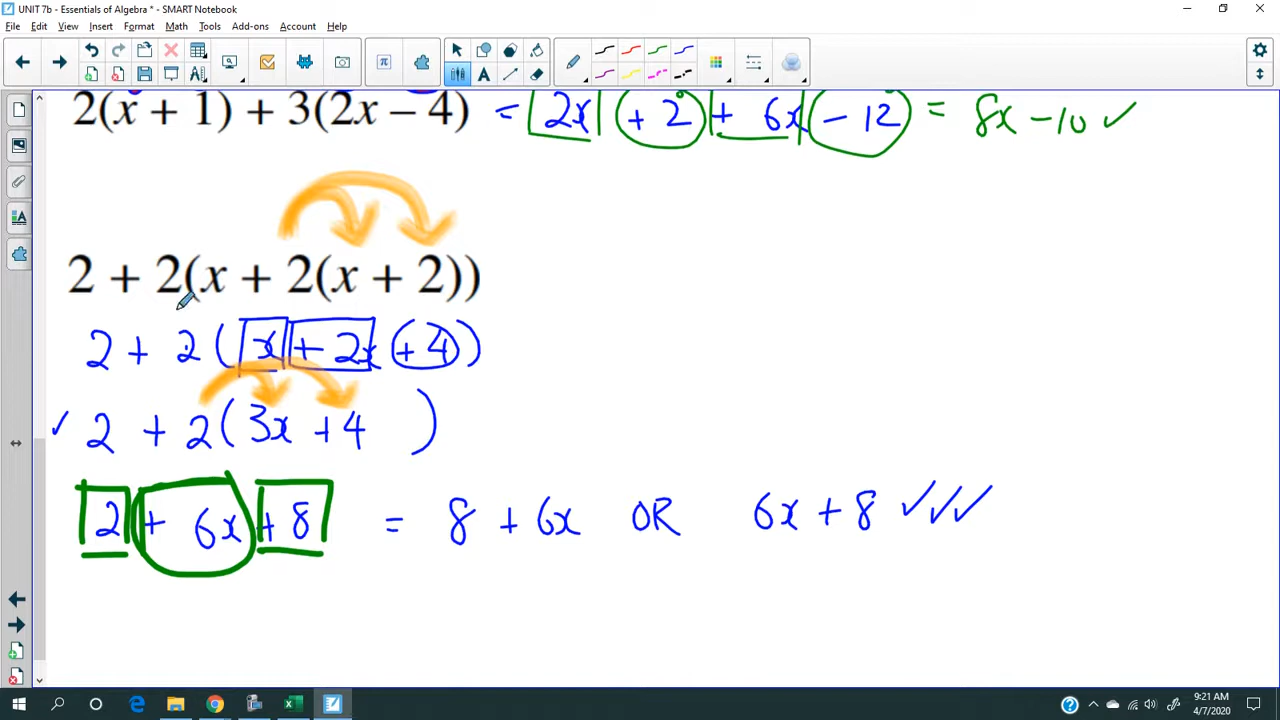 UNIT 7b - Essentials of Algebra * - SMART Notebook
File Edit View Insert Format Math Tools Add-ons Account Help
2(x + 1) + 3(2x − 4) = 2x + 2 + 6x − 12 = 8x − 10 ✓
2 + 2(x + 2(x + 2))
2 + 2 ( x + 2x + 4 )
✓ 2 + 2 ( 3x + 4 )
2 + 6x + 8 = 8 + 6x OR 6x + 8 ✓✓✓
9:21 AM
4/7/2020